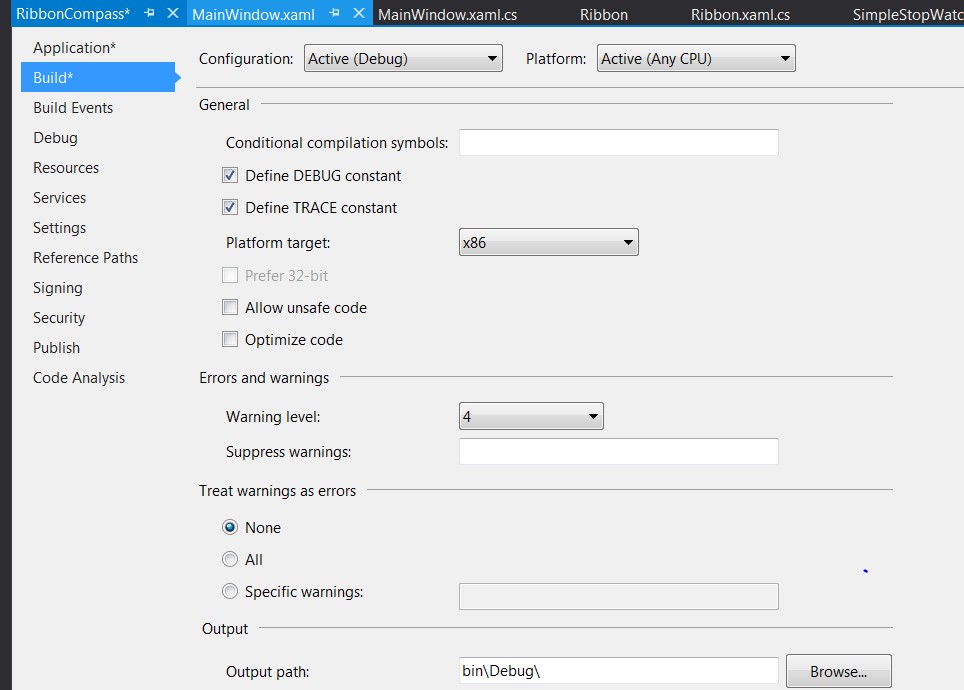 RibbonCompass* MainWindow.xaml MainWindow.xaml.cs Ribbon Ribbon.xaml.cs SimpleStopWatc
Application*
Configuration: Active (Debug) Platform: Active (Any CPU)
Build*
Build Events
Debug
Resources
Services
Settings
Reference Paths
Signing
Security
Publish
Code Analysis
General
Conditional compilation symbols:
Define DEBUG constant
Define TRACE constant
Platform target: x86
Prefer 32-bit
Allow unsafe code
Optimize code
Errors and warnings
Warning level: 4
Suppress warnings:
Treat warnings as errors
None
All
Specific warnings:
Output
Output path: bin\Debug\ Browse...